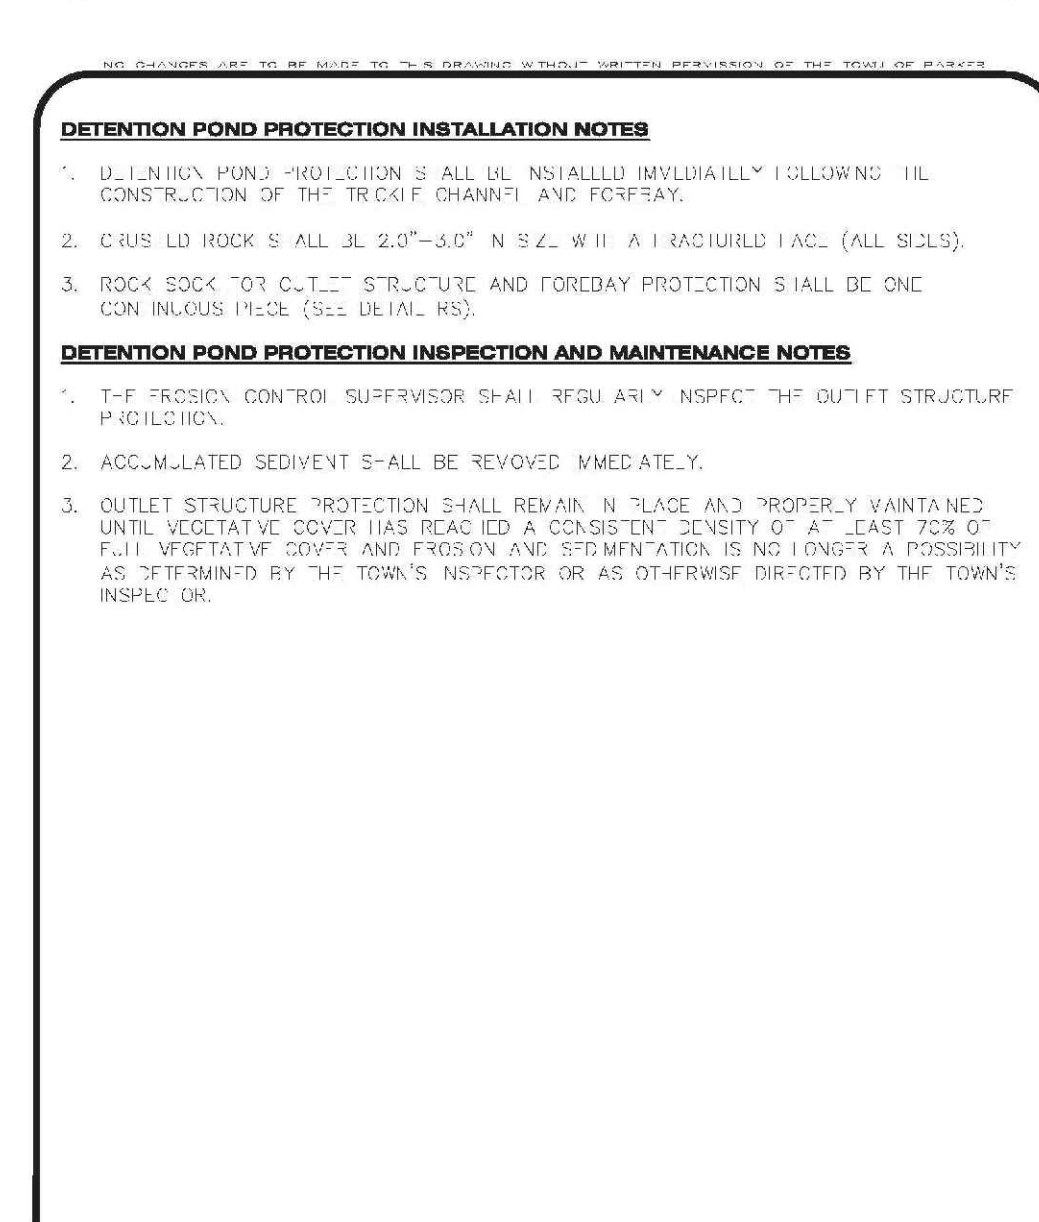 NO CHANGES ARE TO BE MADE TO THIS DRAWING WITHOUT WRITTEN PERMISSION OF THE TOWN OF PARKER
DETENTION POND PROTECTION INSTALLATION NOTES
1. DETENTION POND PROTECTION SHALL BE INSTALLED IMMEDIATELY FOLLOWING THE
CONSTRUCTION OF THE TRICKLE CHANNEL AND FOREBAY.
2. CRUSHED ROCK SHALL BE 2.0"-3.0" IN SIZE WITH A FRACTURED FACE (ALL SIDES).
3. ROCK SOCK FOR OUTLET STRUCTURE AND FOREBAY PROTECTION SHALL BE ONE
CONTINUOUS PIECE (SEE DETAIL RS).
DETENTION POND PROTECTION INSPECTION AND MAINTENANCE NOTES
1. THE EROSION CONTROL SUPERVISOR SHALL REGULARLY INSPECT THE OUTLET STRUCTURE
PROTECTION.
2. ACCUMULATED SEDIMENT SHALL BE REMOVED IMMEDIATELY.
3. OUTLET STRUCTURE PROTECTION SHALL REMAIN IN PLACE AND PROPERLY MAINTAINED
UNTIL VEGETATIVE COVER HAS REACHED A CONSISTENT DENSITY OF AT LEAST 70% OF
FULL VEGETATIVE COVER AND EROSION AND SEDIMENTATION IS NO LONGER A POSSIBILITY
AS DETERMINED BY THE TOWN'S INSPECTOR OR AS OTHERWISE DIRECTED BY THE TOWN'S
INSPECTOR.